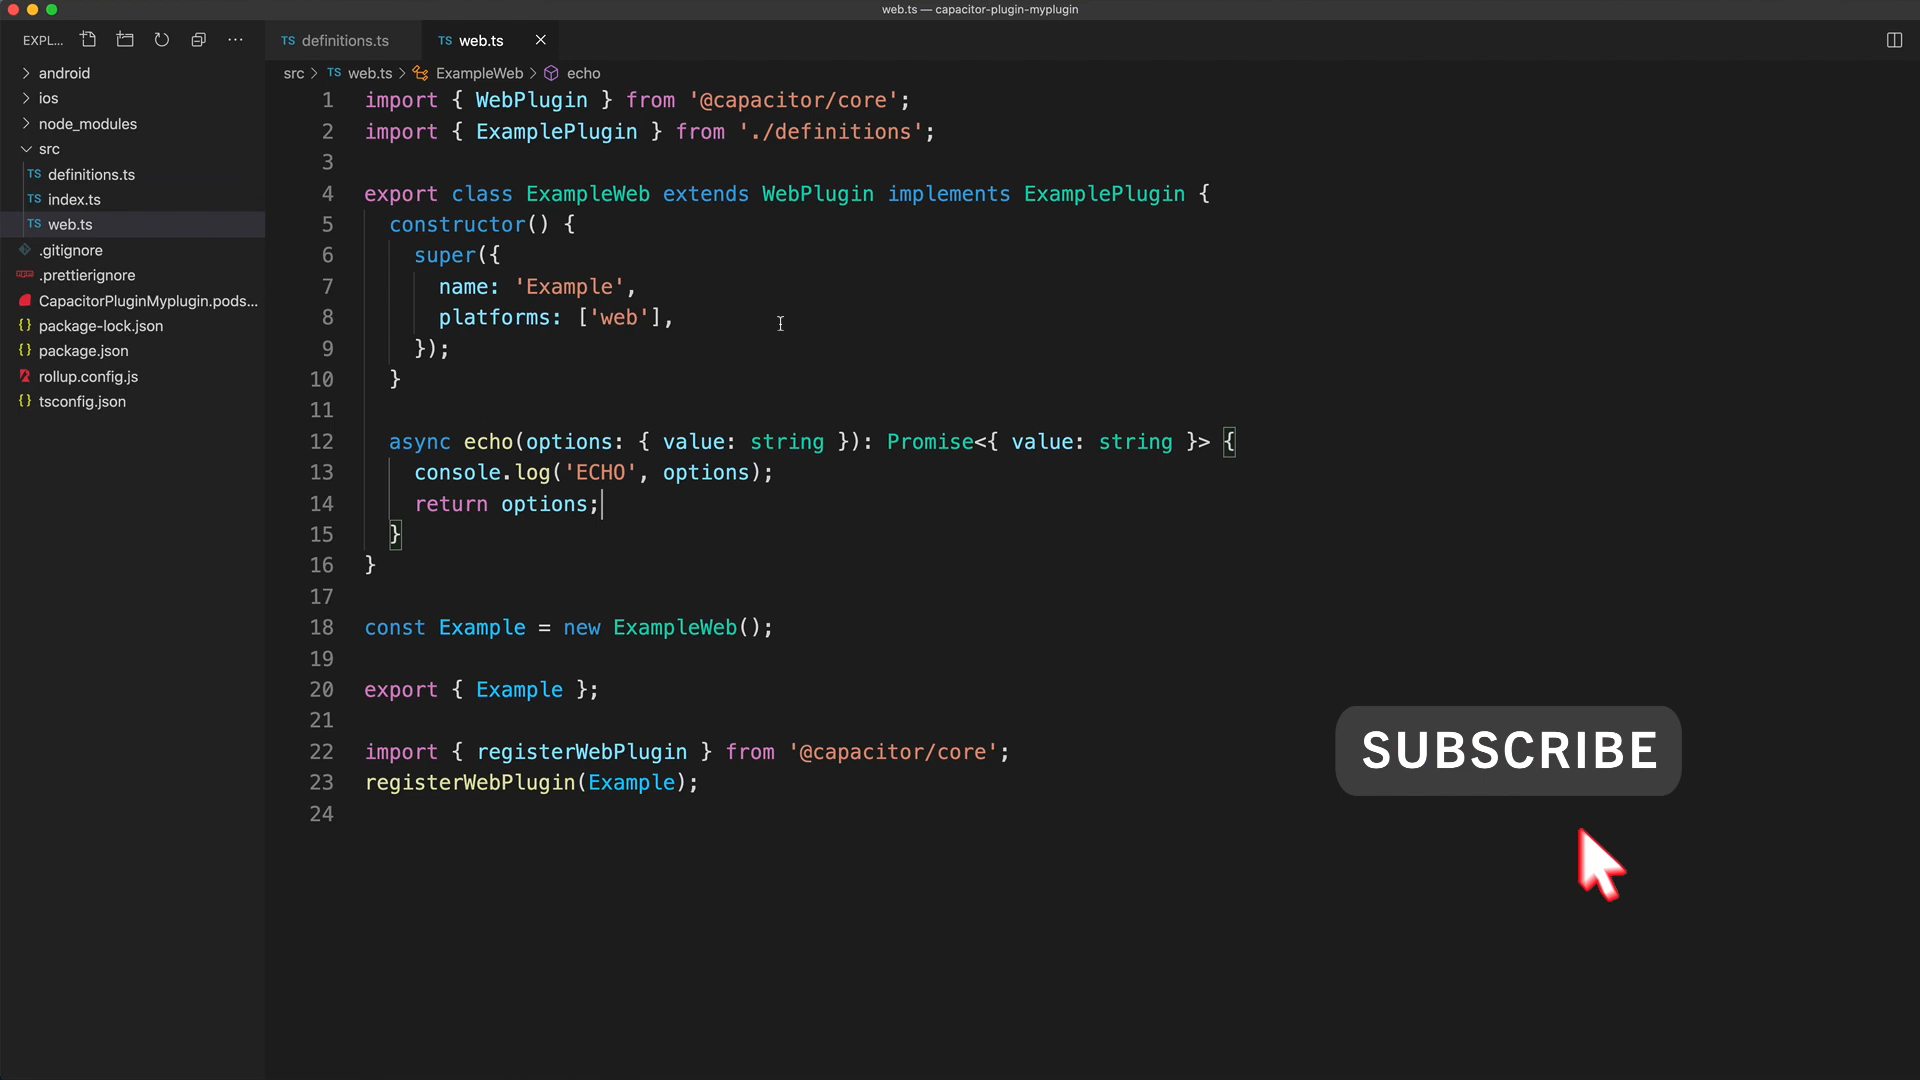 web.ts — capacitor-plugin-myplugin
EXPL...
TS definitions.ts
TS web.ts
src > TS web.ts > ExampleWeb > echo
android
ios
node_modules
src
TS definitions.ts
TS index.ts
TS web.ts
.gitignore
.prettierignore
CapacitorPluginMyplugin.pods...
{} package-lock.json
{} package.json
rollup.config.js
{} tsconfig.json
1 import { WebPlugin } from '@capacitor/core';
2 import { ExamplePlugin } from './definitions';
3
4 export class ExampleWeb extends WebPlugin implements ExamplePlugin {
5 constructor() {
6 super({
7 name: 'Example',
8 platforms: ['web'],
9 });
10 }
11
12 async echo(options: { value: string }): Promise<{ value: string }> {
13 console.log('ECHO', options);
14 return options;
15 }
16 }
17
18 const Example = new ExampleWeb();
19
20 export { Example };
21
22 import { registerWebPlugin } from '@capacitor/core';
23 registerWebPlugin(Example);
24
SUBSCRIBE